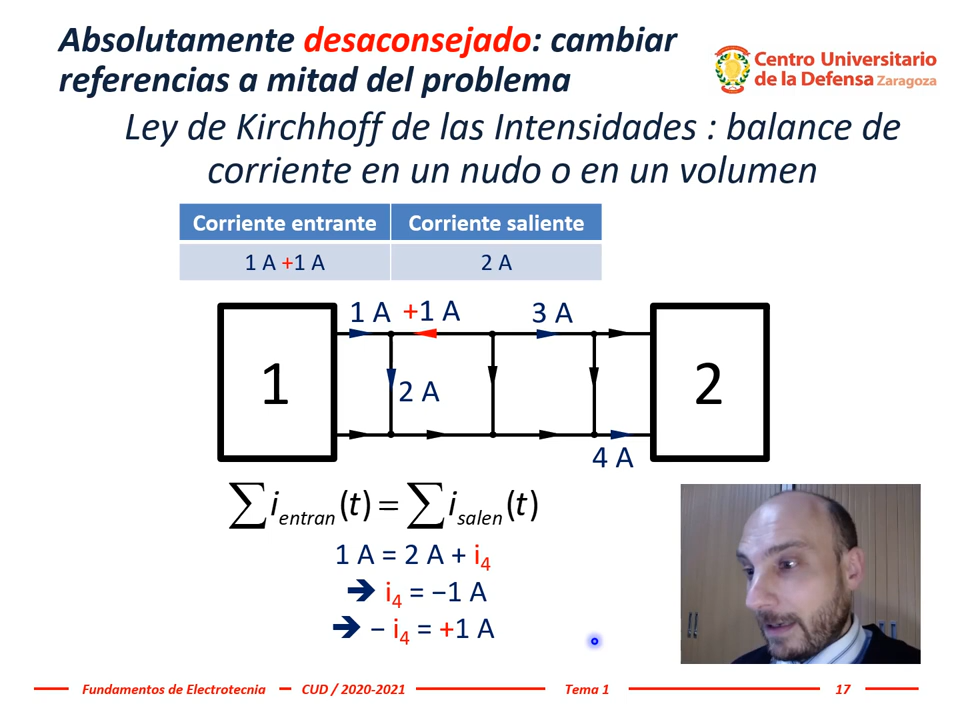 Absolutamente desaconsejado: cambiar
referencias a mitad del problema
Centro Universitario
de la Defensa Zaragoza
Ley de Kirchhoff de las Intensidades : balance de
corriente en un nudo o en un volumen
Corriente entrante Corriente saliente
1 A +1 A 2 A
1 A +1 A 3 A
1 2
2 A
4 A
∑ i_entran (t) = ∑ i_salen (t)
1 A = 2 A + i₄
➔ i₄ = −1 A
➔ − i₄ = +1 A
Fundamentos de Electrotecnia CUD / 2020-2021 Tema 1 17